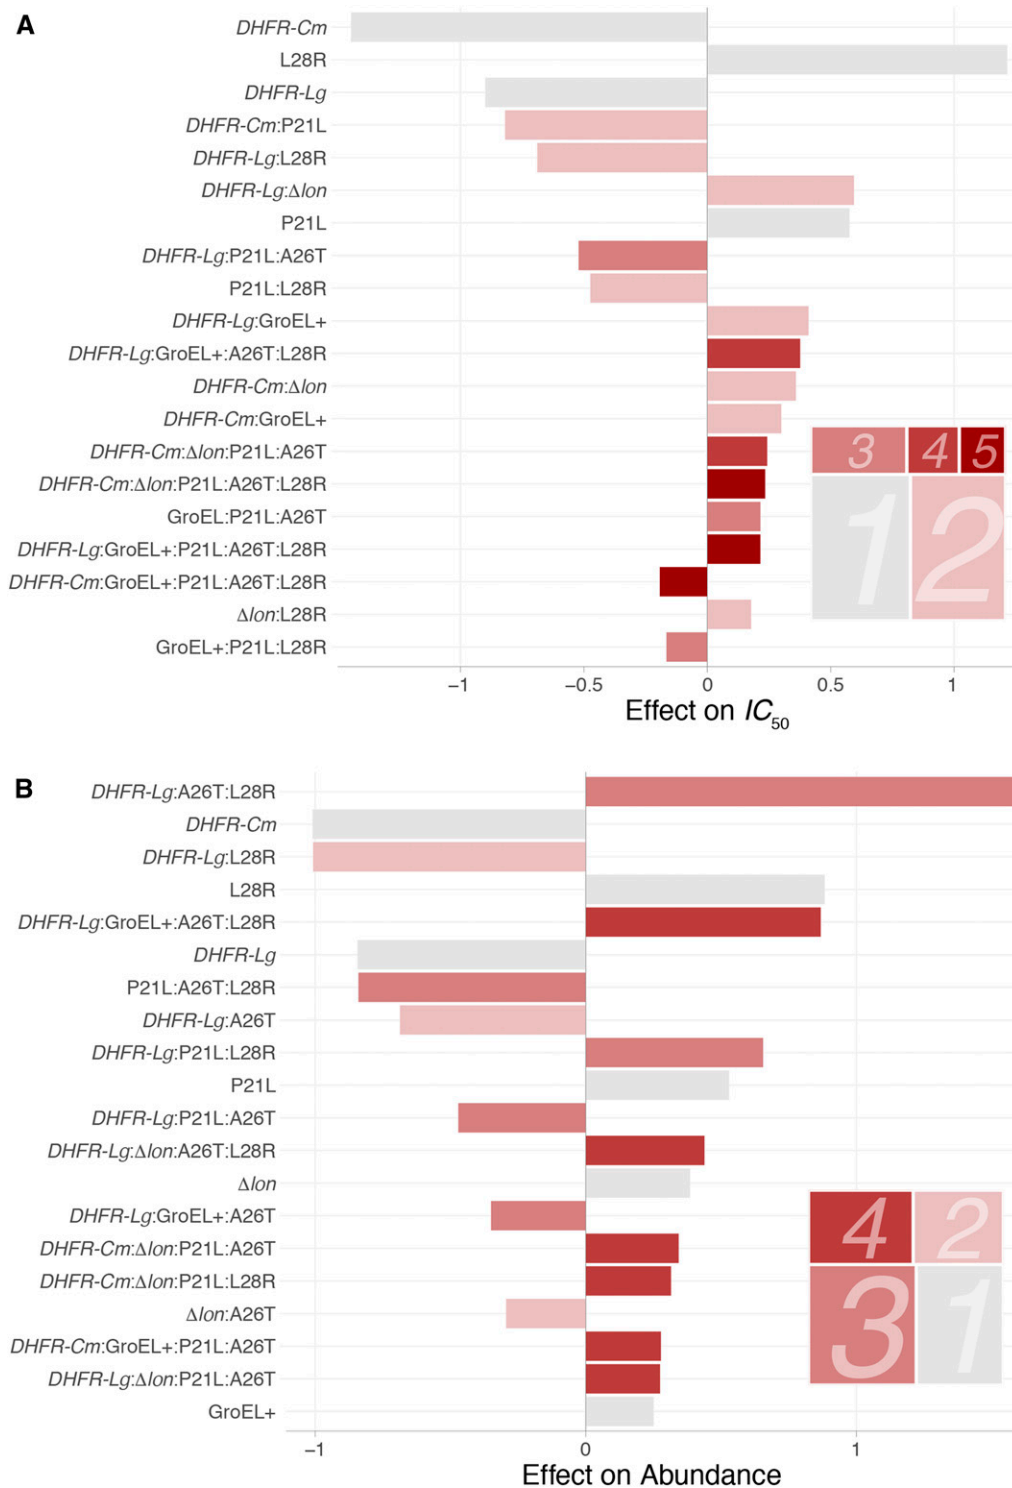 A
DHFR-Cm
L28R
DHFR-Lg
DHFR-Cm:P21L
DHFR-Lg:L28R
DHFR-Lg:Δlon
P21L
DHFR-Lg:P21L:A26T
P21L:L28R
DHFR-Lg:GroEL+
DHFR-Lg:GroEL+:A26T:L28R
DHFR-Cm:Δlon
DHFR-Cm:GroEL+
DHFR-Cm:Δlon:P21L:A26T
DHFR-Cm:Δlon:P21L:A26T:L28R
GroEL:P21L:A26T
DHFR-Lg:GroEL+:P21L:A26T:L28R
DHFR-Cm:GroEL+:P21L:A26T:L28R
Δlon:L28R
GroEL+:P21L:L28R
3 4 5
1 2
−1 −0.5 0 0.5 1
Effect on IC50
B
DHFR-Lg:A26T:L28R
DHFR-Cm
DHFR-Lg:L28R
L28R
DHFR-Lg:GroEL+:A26T:L28R
DHFR-Lg
P21L:A26T:L28R
DHFR-Lg:A26T
DHFR-Lg:P21L:L28R
P21L
DHFR-Lg:P21L:A26T
DHFR-Lg:Δlon:A26T:L28R
Δlon
DHFR-Lg:GroEL+:A26T
DHFR-Cm:Δlon:P21L:A26T
DHFR-Cm:Δlon:P21L:L28R
Δlon:A26T
DHFR-Cm:GroEL+:P21L:A26T
DHFR-Lg:Δlon:P21L:A26T
GroEL+
4 2
3 1
−1 0 1
Effect on Abundance